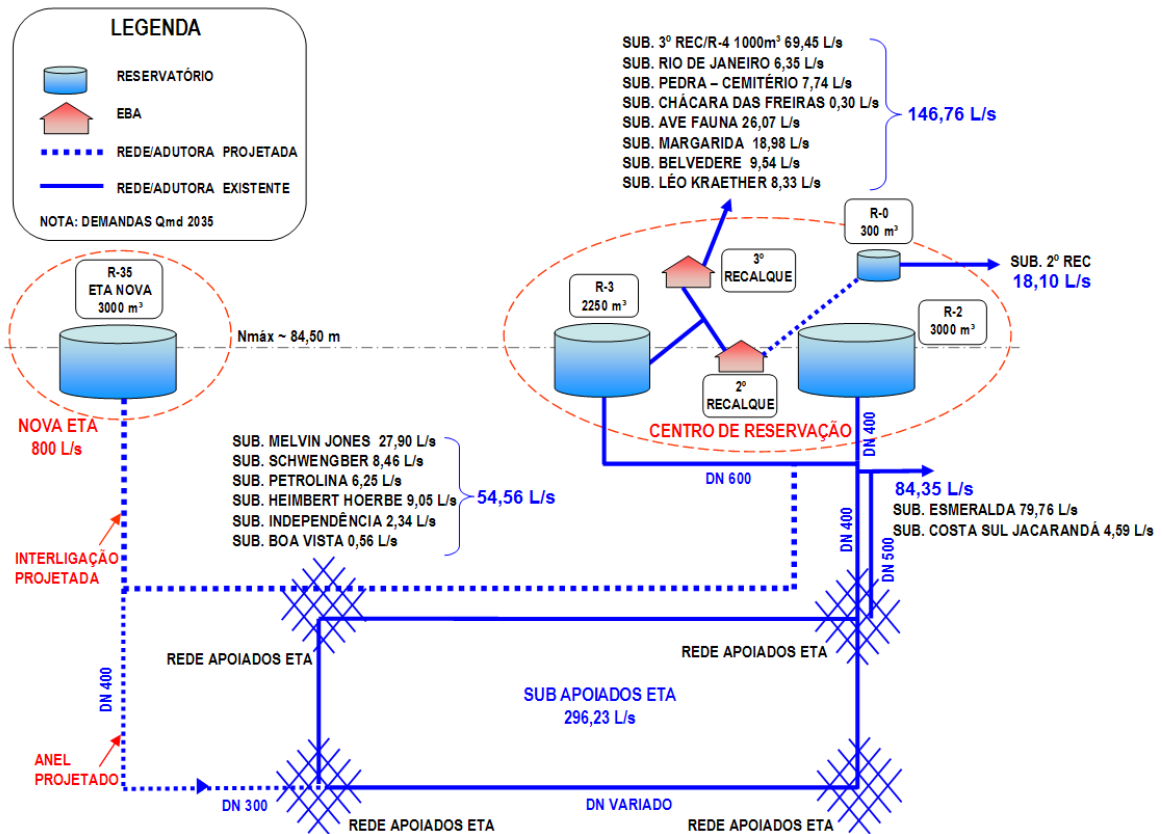 LEGENDA
RESERVATÓRIO
EBA
REDE/ADUTORA PROJETADA
REDE/ADUTORA EXISTENTE
NOTA: DEMANDAS Qmd 2035
SUB. 3º REC/R-4 1000m³ 69,45 L/s
SUB. RIO DE JANEIRO 6,35 L/s
SUB. PEDRA – CEMITÉRIO 7,74 L/s
SUB. CHÁCARA DAS FREIRAS 0,30 L/s
SUB. AVE FAUNA 26,07 L/s
SUB. MARGARIDA 18,98 L/s
SUB. BELVEDERE 9,54 L/s
SUB. LÉO KRAETHER 8,33 L/s
146,76 L/s
R-0
300 m³
SUB. 2º REC
18,10 L/s
3º
RECALQUE
R-35
ETA NOVA
3000 m³
R-3
2250 m³
R-2
3000 m³
Nmáx ~ 84,50 m
2º
RECALQUE
NOVA ETA
800 L/s
CENTRO DE RESERVAÇÃO
DN 400
SUB. MELVIN JONES 27,90 L/s
SUB. SCHWENGBER 8,46 L/s
SUB. PETROLINA 6,25 L/s
SUB. HEIMBERT HOERBE 9,05 L/s
SUB. INDEPENDÊNCIA 2,34 L/s
SUB. BOA VISTA 0,56 L/s
54,56 L/s
DN 600
84,35 L/s
SUB. ESMERALDA 79,76 L/s
SUB. COSTA SUL JACARANDÁ 4,59 L/s
DN 400
DN 500
INTERLIGAÇÃO
PROJETADA
REDE APOIADOS ETA
REDE APOIADOS ETA
DN 400
SUB APOIADOS ETA
296,23 L/s
ANEL
PROJETADO
DN 300
DN VARIADO
REDE APOIADOS ETA
REDE APOIADOS ETA